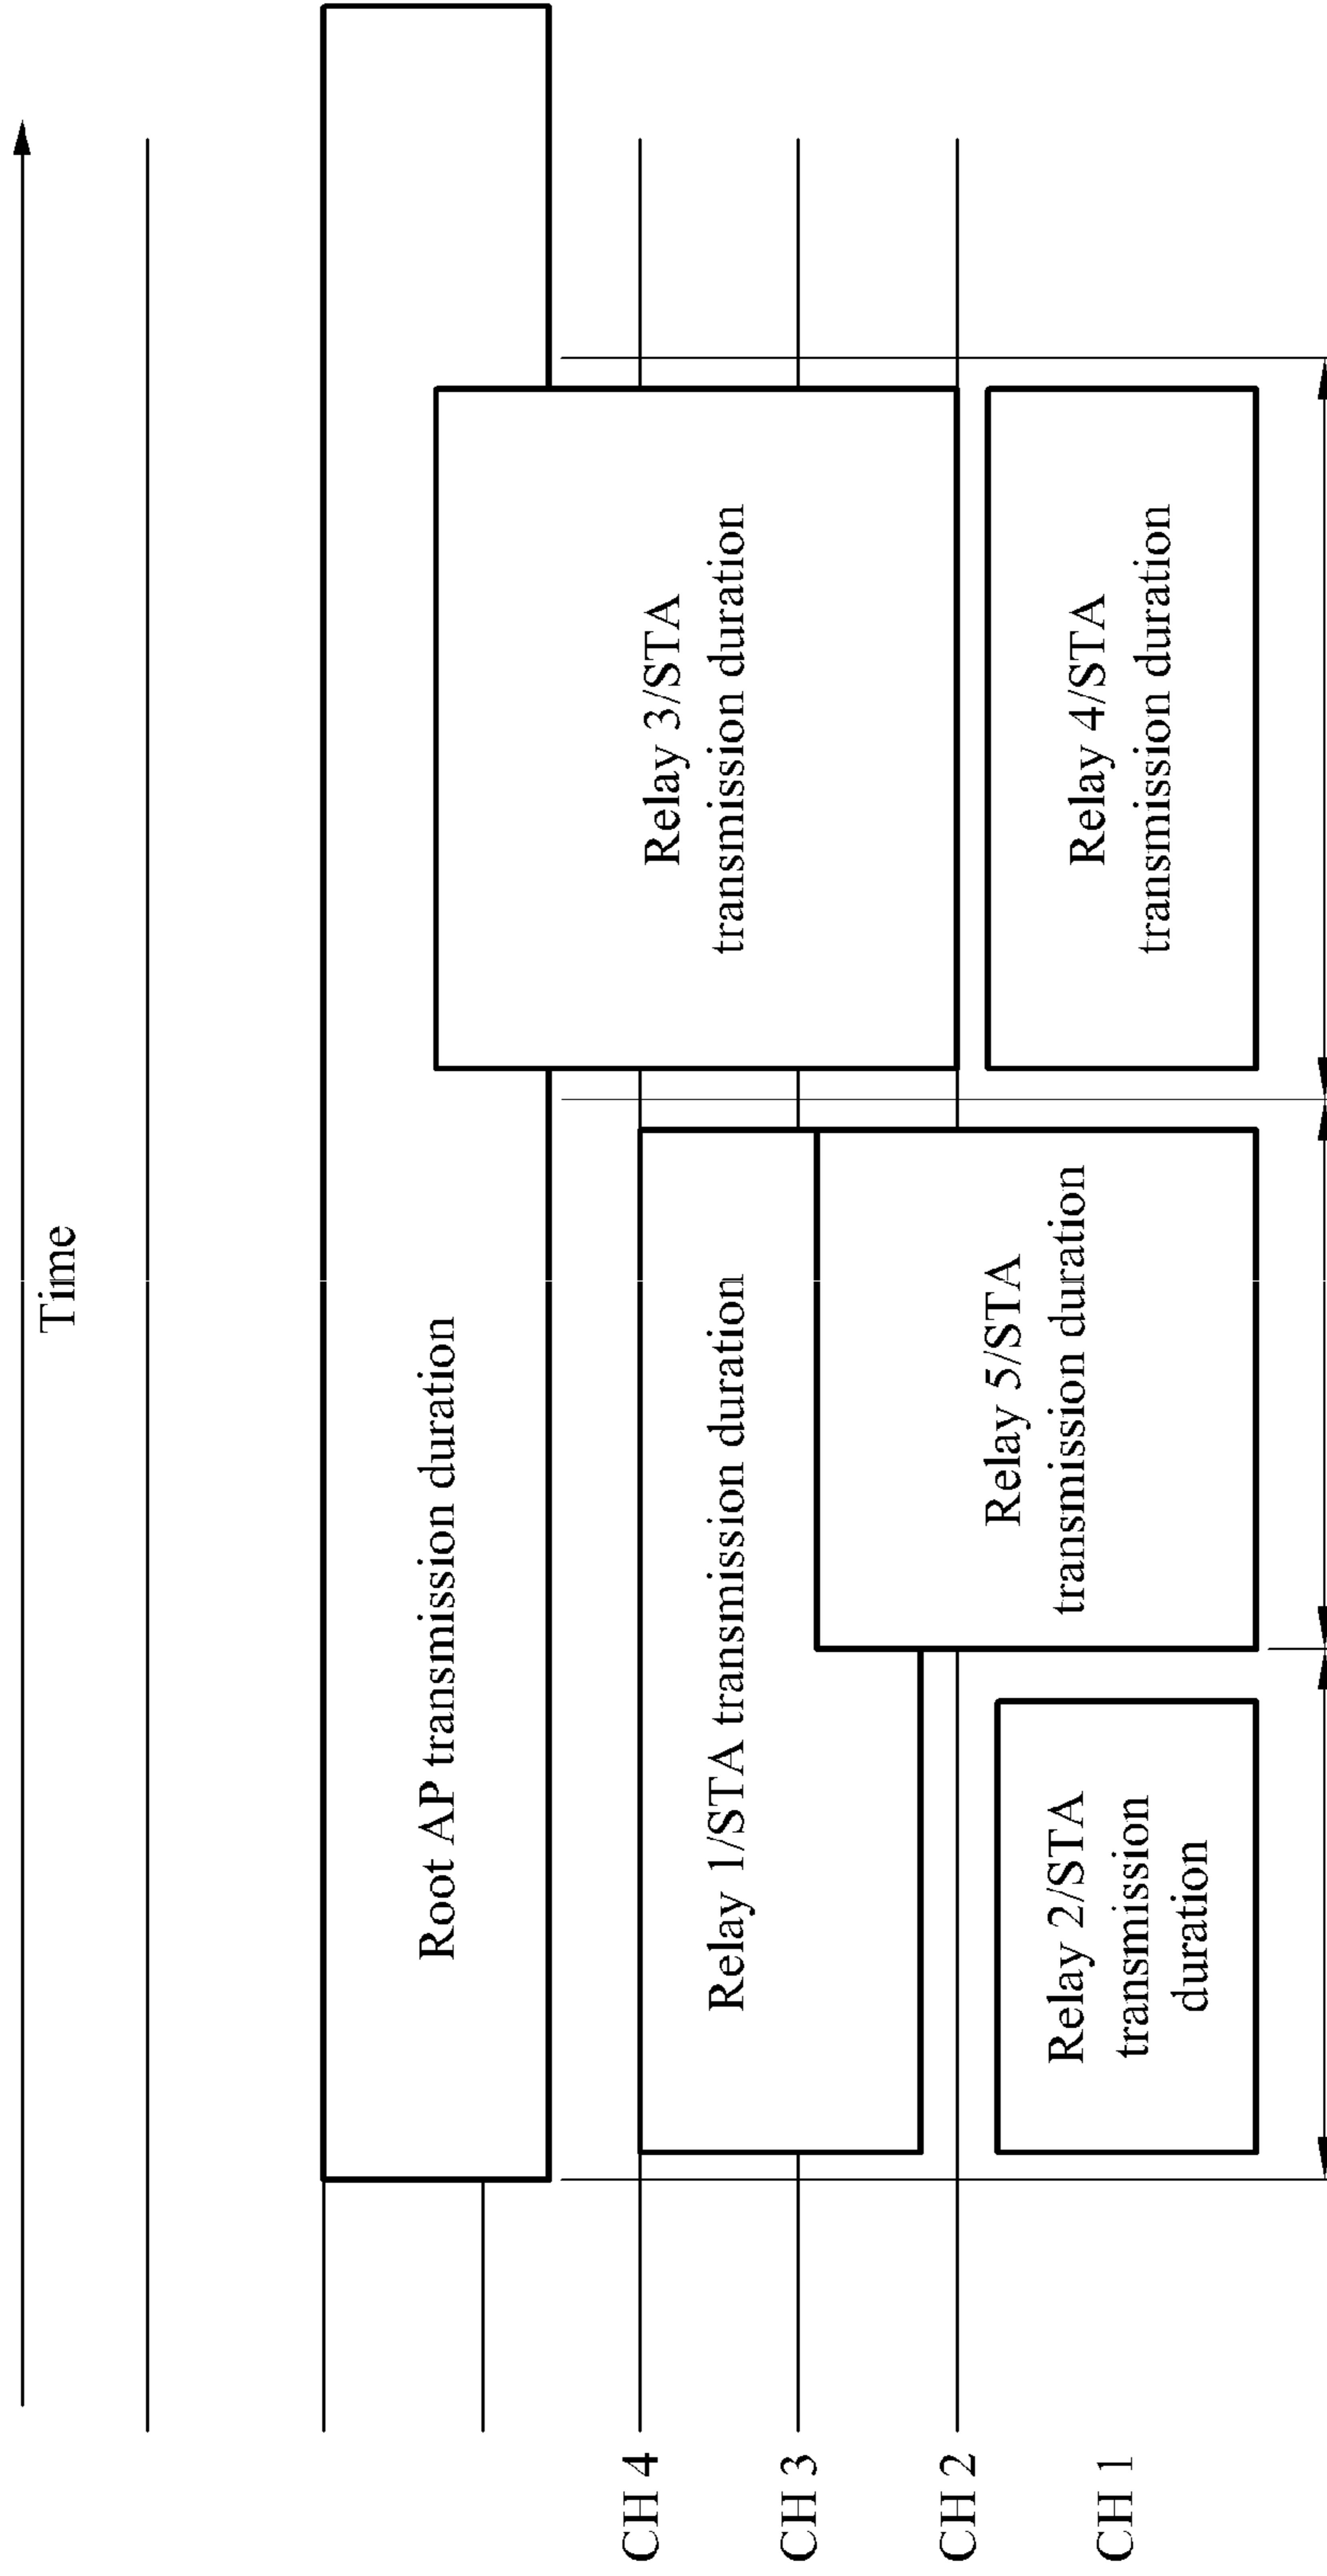 Time
Root AP transmission duration
CH 4
Relay 1/STA transmission duration
Relay 3/STA
transmission duration
CH 3
CH 2
Relay 5/STA
transmission duration
CH 1
Relay 2/STA
transmission
duration
Relay 4/STA
transmission duration